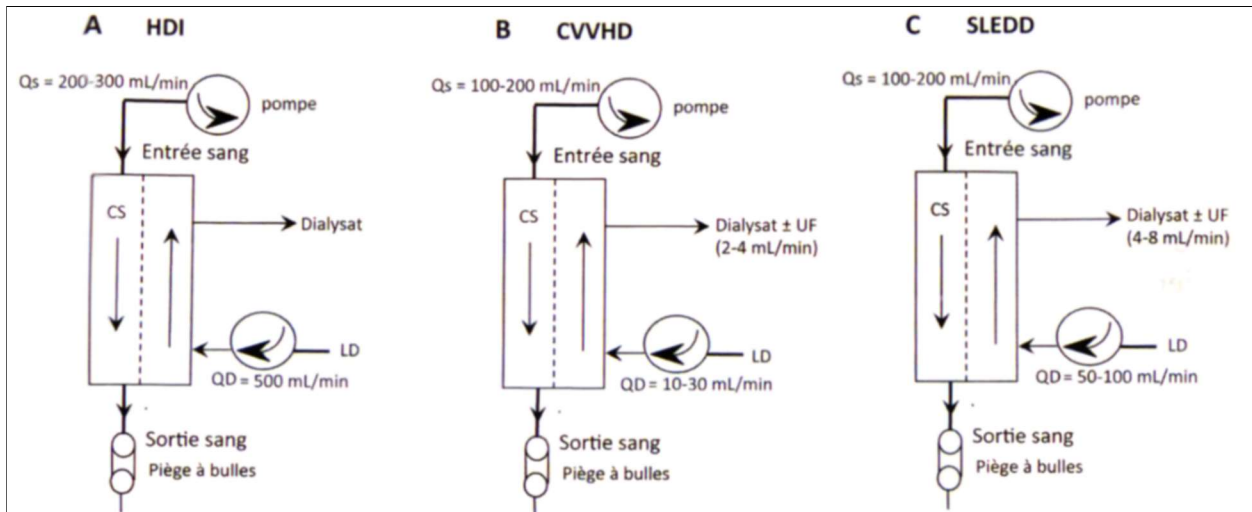 A HDI
Qs = 200-300 mL/min
pompe
Entrée sang
CS
Dialysat
LD
QD = 500 mL/min
Sortie sang
Piège à bulles
B CVVHD
Qs = 100-200 mL/min
pompe
Entrée sang
CS
Dialysat ± UF
(2-4 mL/min)
LD
QD = 10-30 mL/min
Sortie sang
Piège à bulles
C SLEDD
Qs = 100-200 mL/min
pompe
Entrée sang
CS
Dialysat ± UF
(4-8 mL/min)
LD
QD = 50-100 mL/min
Sortie sang
Piège à bulles